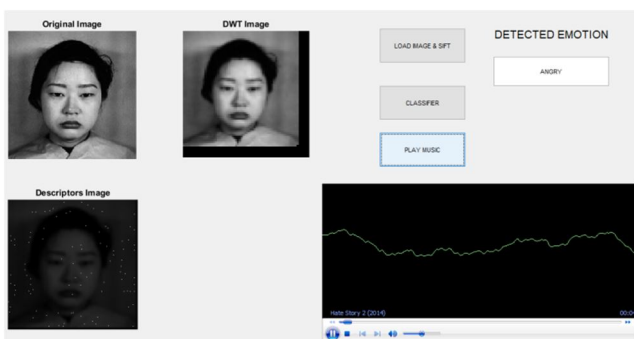 Original Image
DWT Image
LOAD IMAGE & SIFT
DETECTED EMOTION
ANGRY
CLASSIFIER
PLAY MUSIC
Descriptors Image
Hate Story 2 (2014)